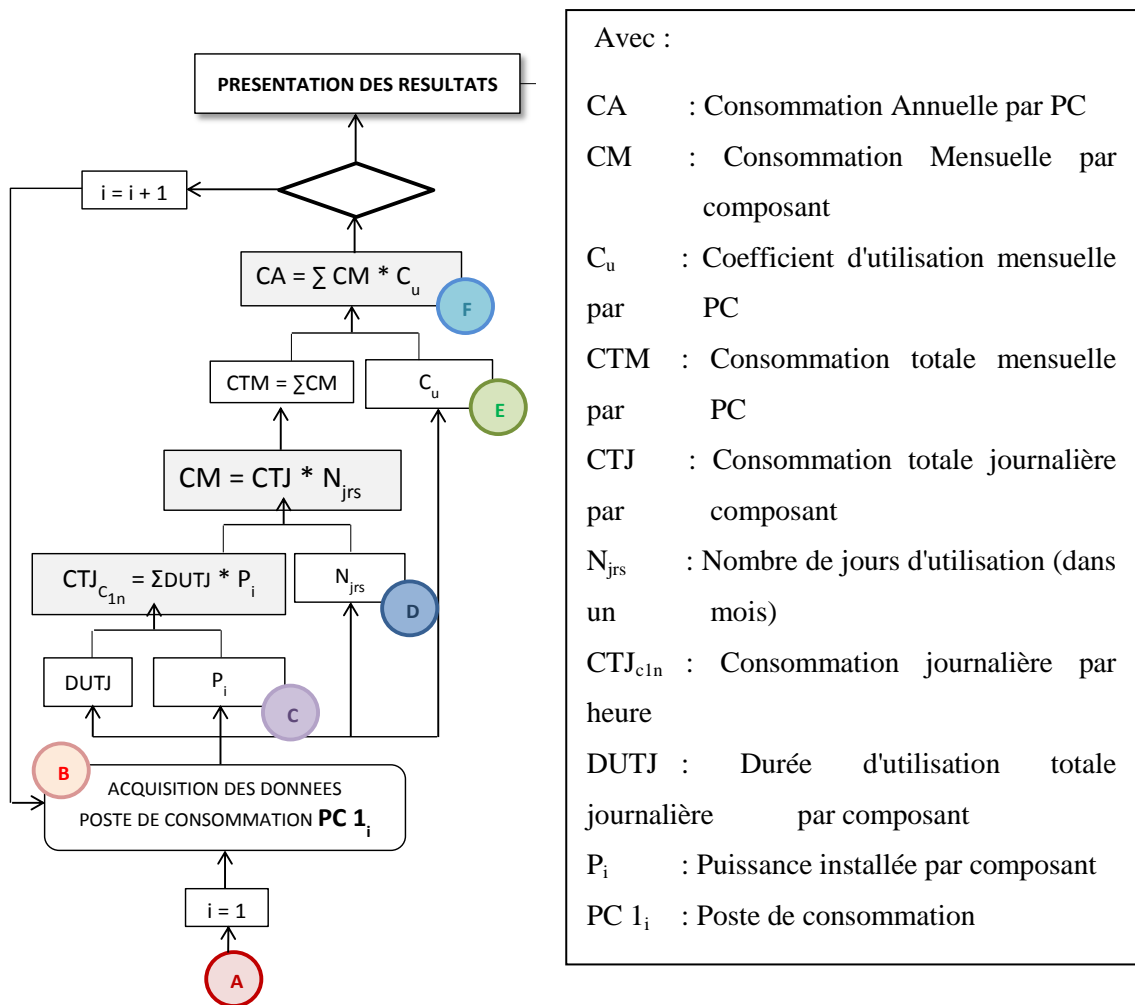 PRESENTATION DES RESULTATS
i = i + 1
CA = ∑ CM * Cu
F
CTM = ∑CM
Cu
E
CM = CTJ * Njrs
CTJC1n = ΣDUTJ * Pi
Njrs
D
DUTJ
Pi
C
B
ACQUISITION DES DONNEES
POSTE DE CONSOMMATION PC 1i
i = 1
A
Avec :
CA : Consommation Annuelle par PC
CM : Consommation Mensuelle par
composant
Cu : Coefficient d'utilisation mensuelle
par PC
CTM : Consommation totale mensuelle
par PC
CTJ : Consommation totale journalière
par composant
Njrs : Nombre de jours d'utilisation (dans
un mois)
CTJc1n : Consommation journalière par
heure
DUTJ : Durée d'utilisation totale
journalière par composant
Pi : Puissance installée par composant
PC 1i : Poste de consommation